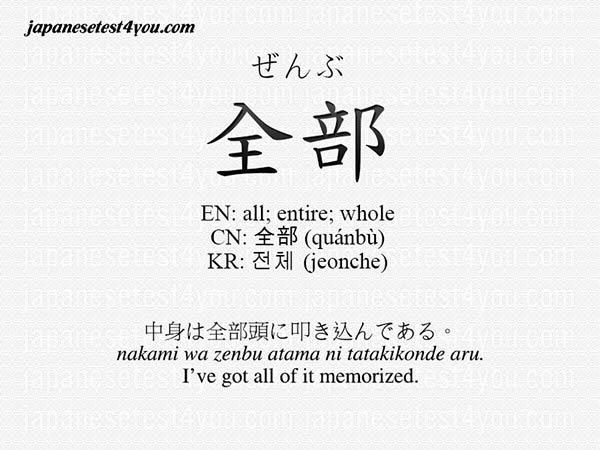 japanesetest4you.com
ぜんぶ
全部
EN: all; entire; whole
CN: 全部 (quánbù)
KR: 전체 (jeonche)
中身は全部頭に叩き込んである。
nakami wa zenbu atama ni tatakikonde aru.
I've got all of it memorized.